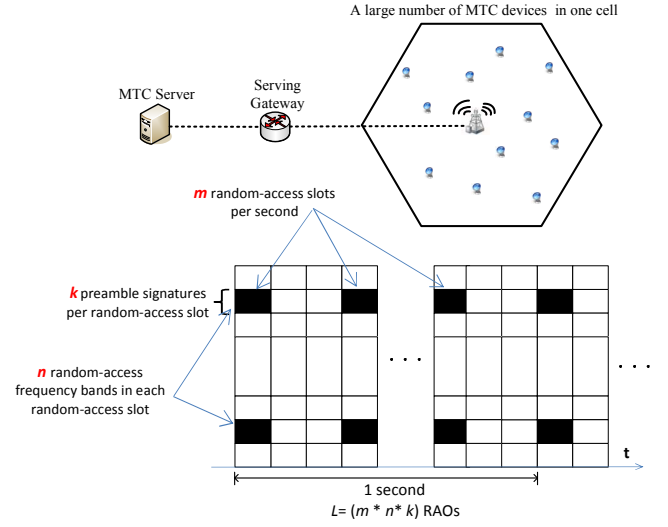 A large number of MTC devices in one cell
MTC Server
Serving
Gateway
m random-access slots
per second
k preamble signatures
per random-access slot
n random-access
frequency bands in each
random-access slot
. . .
. . .
t
1 second
L= (m * n* k) RAOs